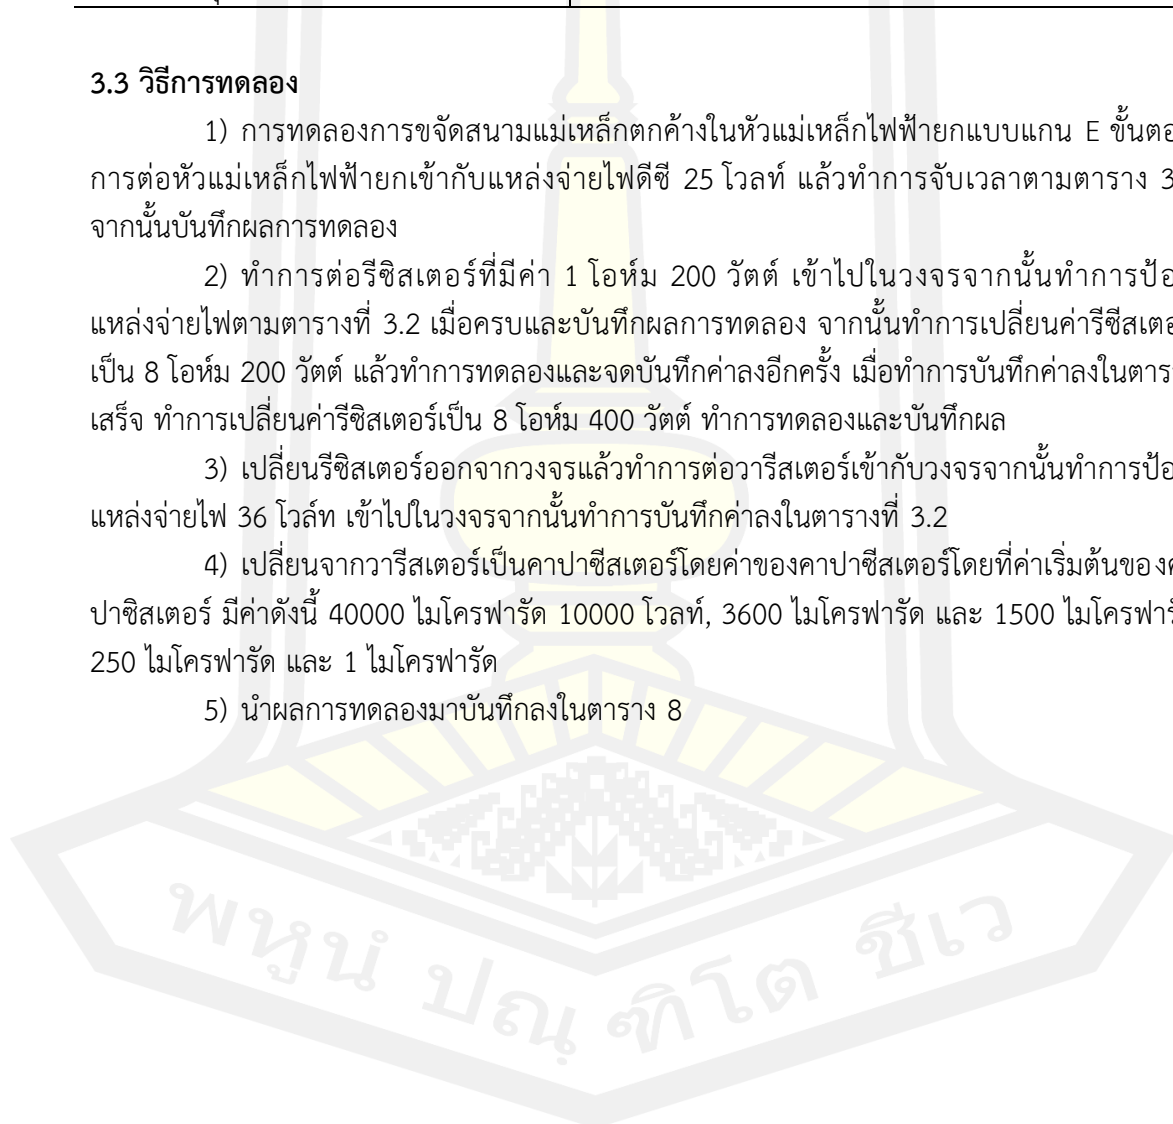 3.3 วิธีการทดลอง
1) การทดลองการขจัดสนามแม่เหล็กตกค้างในหัวแม่เหล็กไฟฟ้ายกแบบแกน E ขั้นตอ
การต่อหัวแม่เหล็กไฟฟ้ายกเข้ากับแหล่งจ่ายไฟดีซี 25 โวลท์ แล้วทำการจับเวลาตามตาราง 3
จากนั้นบันทึกผลการทดลอง
2) ทำการต่อรีซิสเตอร์ที่มีค่า 1 โอห์ม 200 วัตต์ เข้าไปในวงจรจากนั้นทำการป้อ
แหล่งจ่ายไฟตามตารางที่ 3.2 เมื่อครบและบันทึกผลการทดลอง จากนั้นทำการเปลี่ยนค่ารีซีสเตอ
เป็น 8 โอห์ม 200 วัตต์ แล้วทำการทดลองและจดบันทึกค่าลงอีกครั้ง เมื่อทำการบันทึกค่าลงในตาร
เสร็จ ทำการเปลี่ยนค่ารีซิสเตอร์เป็น 8 โอห์ม 400 วัตต์ ทำการทดลองและบันทึกผล
3) เปลี่ยนรีซิสเตอร์ออกจากวงจรแล้วทำการต่อวารีสเตอร์เข้ากับวงจรจากนั้นทำการป้อ
แหล่งจ่ายไฟ 36 โวล์ท เข้าไปในวงจรจากนั้นทำการบันทึกค่าลงในตารางที่ 3.2
4) เปลี่ยนจากวารีสเตอร์เป็นคาปาซีสเตอร์โดยค่าของคาปาซีสเตอร์โดยที่ค่าเริ่มต้นของค
ปาซิสเตอร์ มีค่าดังนี้ 40000 ไมโครฟารัด 10000 โวลท์, 3600 ไมโครฟารัด และ 1500 ไมโครฟารั
250 ไมโครฟารัด และ 1 ไมโครฟารัด
5) นำผลการทดลองมาบันทึกลงในตาราง 8
พหูนํ ปณฺ ฑิโต ชีเว